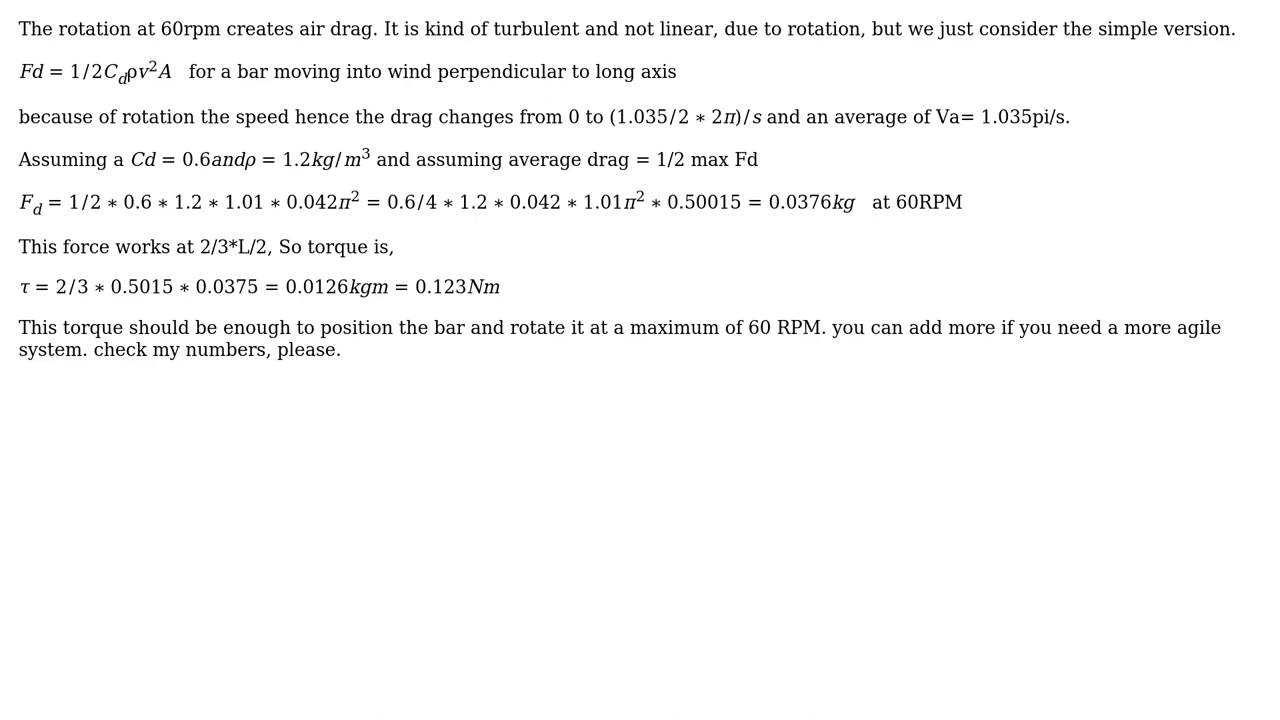 The rotation at 60rpm creates air drag. It is kind of turbulent and not linear, due to rotation, but we just consider the simple version.
Fd = 1/2C_dρv²A for a bar moving into wind perpendicular to long axis
because of rotation the speed hence the drag changes from 0 to (1.035/2 ∗ 2π)/s and an average of Va= 1.035pi/s.
Assuming a Cd = 0.6andρ = 1.2kg/m³ and assuming average drag = 1/2 max Fd
F_d = 1/2 ∗ 0.6 ∗ 1.2 ∗ 1.01 ∗ 0.042π² = 0.6/4 ∗ 1.2 ∗ 0.042 ∗ 1.01π² ∗ 0.50015 = 0.0376kg at 60RPM
This force works at 2/3*L/2, So torque is,
τ = 2/3 ∗ 0.5015 ∗ 0.0375 = 0.0126kgm = 0.123Nm
This torque should be enough to position the bar and rotate it at a maximum of 60 RPM. you can add more if you need a more agile
system. check my numbers, please.